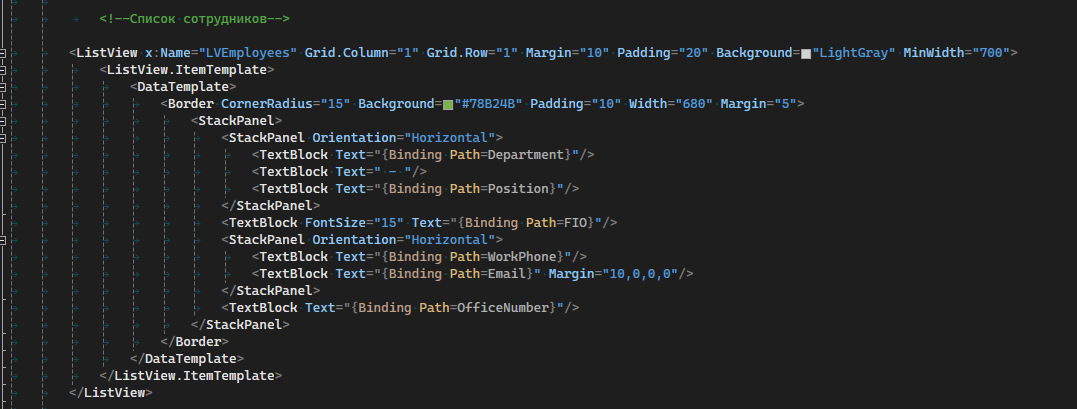 <!--Список сотрудников-->
<ListView x:Name="LVEmployees" Grid.Column="1" Grid.Row="1" Margin="10" Padding="20" Background="LightGray" MinWidth="700">
<ListView.ItemTemplate>
<DataTemplate>
<Border CornerRadius="15" Background="#78B24B" Padding="10" Width="680" Margin="5">
<StackPanel>
<StackPanel Orientation="Horizontal">
<TextBlock Text="{Binding Path=Department}"/>
<TextBlock Text=" - "/>
<TextBlock Text="{Binding Path=Position}"/>
</StackPanel>
<TextBlock FontSize="15" Text="{Binding Path=FIO}"/>
<StackPanel Orientation="Horizontal">
<TextBlock Text="{Binding Path=WorkPhone}"/>
<TextBlock Text="{Binding Path=Email}" Margin="10,0,0,0"/>
</StackPanel>
<TextBlock Text="{Binding Path=OfficeNumber}"/>
</StackPanel>
</Border>
</DataTemplate>
</ListView.ItemTemplate>
</ListView>